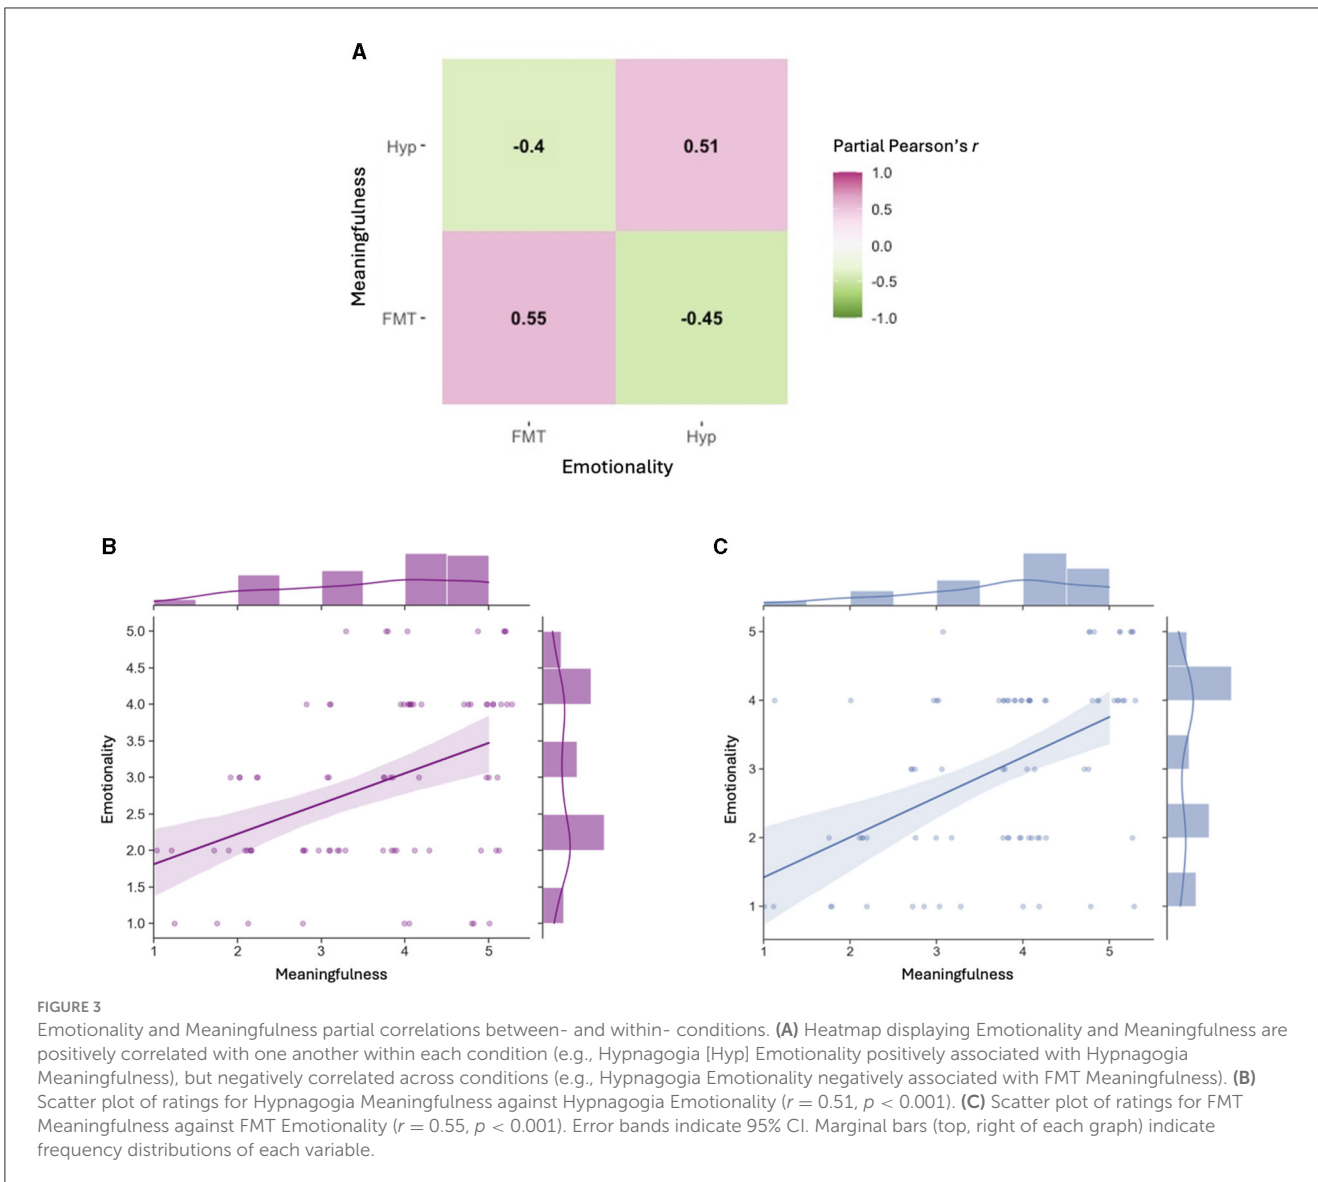 A
Hyp
-0.4
0.51
Meaningfulness
FMT
0.55
-0.45
FMT
Hyp
Emotionality
Partial Pearson's r
1.0
0.5
0.0
-0.5
-1.0
B
5.0
4.5
4.0
3.5
3.0
2.5
2.0
1.5
1.0
Emotionality
1 2 3 4 5
Meaningfulness
C
5
4
3
2
1
Emotionality
1 2 3 4 5
Meaningfulness
FIGURE 3
Emotionality and Meaningfulness partial correlations between- and within- conditions. (A) Heatmap displaying Emotionality and Meaningfulness are
positively correlated with one another within each condition (e.g., Hypnagogia [Hyp] Emotionality positively associated with Hypnagogia
Meaningfulness), but negatively correlated across conditions (e.g., Hypnagogia Emotionality negatively associated with FMT Meaningfulness). (B)
Scatter plot of ratings for Hypnagogia Meaningfulness against Hypnagogia Emotionality (r = 0.51, p < 0.001). (C) Scatter plot of ratings for FMT
Meaningfulness against FMT Emotionality (r = 0.55, p < 0.001). Error bands indicate 95% CI. Marginal bars (top, right of each graph) indicate
frequency distributions of each variable.